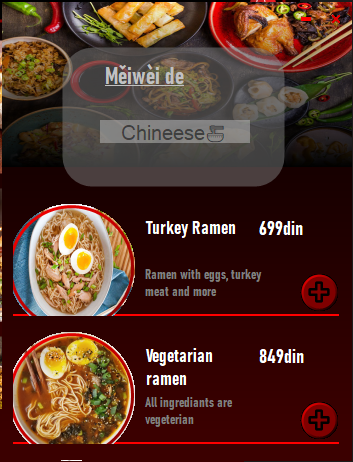 Měiwèi de
Chineese🍜
Turkey Ramen 699din
Ramen with eggs, turkey
meat and more
Vegetarian 849din
ramen
All ingrediants are
vegeterian